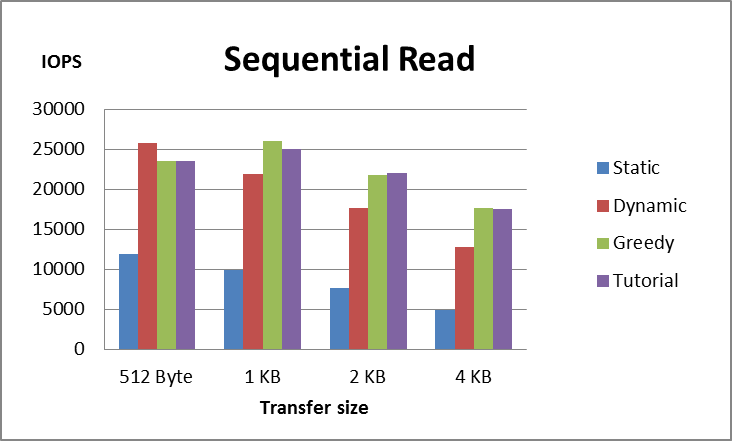 IOPS
Sequential Read
30000
25000
20000
15000
10000
5000
0
512 Byte 1 KB 2 KB 4 KB
Transfer size
Static
Dynamic
Greedy
Tutorial